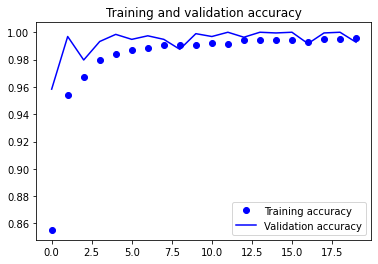 Training and validation accuracy
1.00
0.98
0.96
0.94
0.92
0.90
0.88
0.86
Training accuracy
Validation accuracy
0.0 2.5 5.0 7.5 10.0 12.5 15.0 17.5